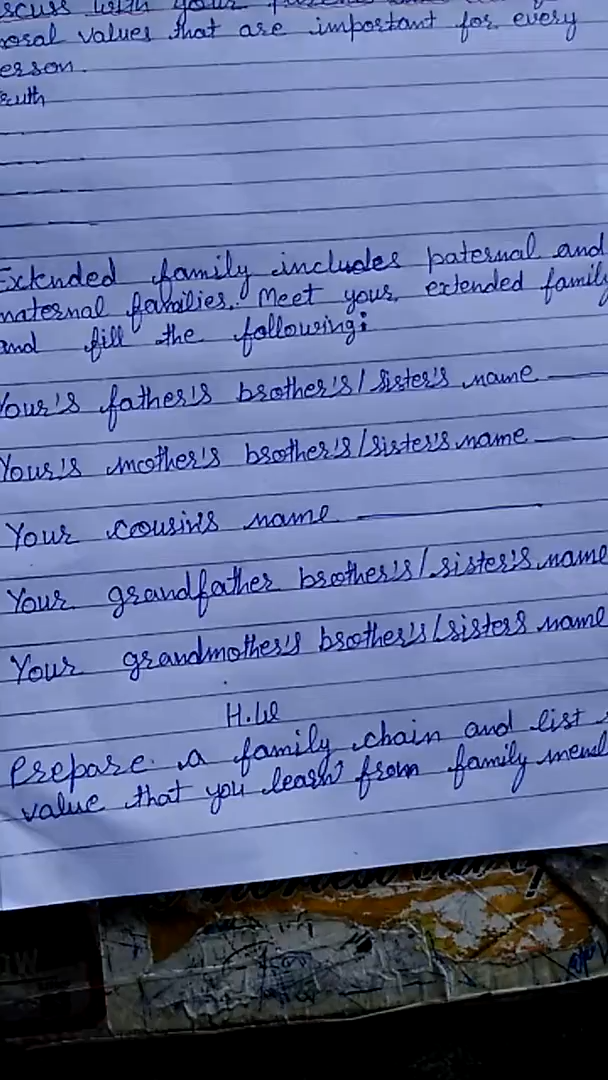 scuss with your
moral values that are important for every
erson.
ruth
Extended family includes paternal and
maternal families. Meet your extended family
and fill the following:
Your's father's brother's/sister's name
Your's mother's brother's/sister's name
Your cousin's name
Your grandfather brother's/sister's name
Your grandmother's brother's/sister's name
H.W
Prepare a family chain and list
value that you learn from family memb